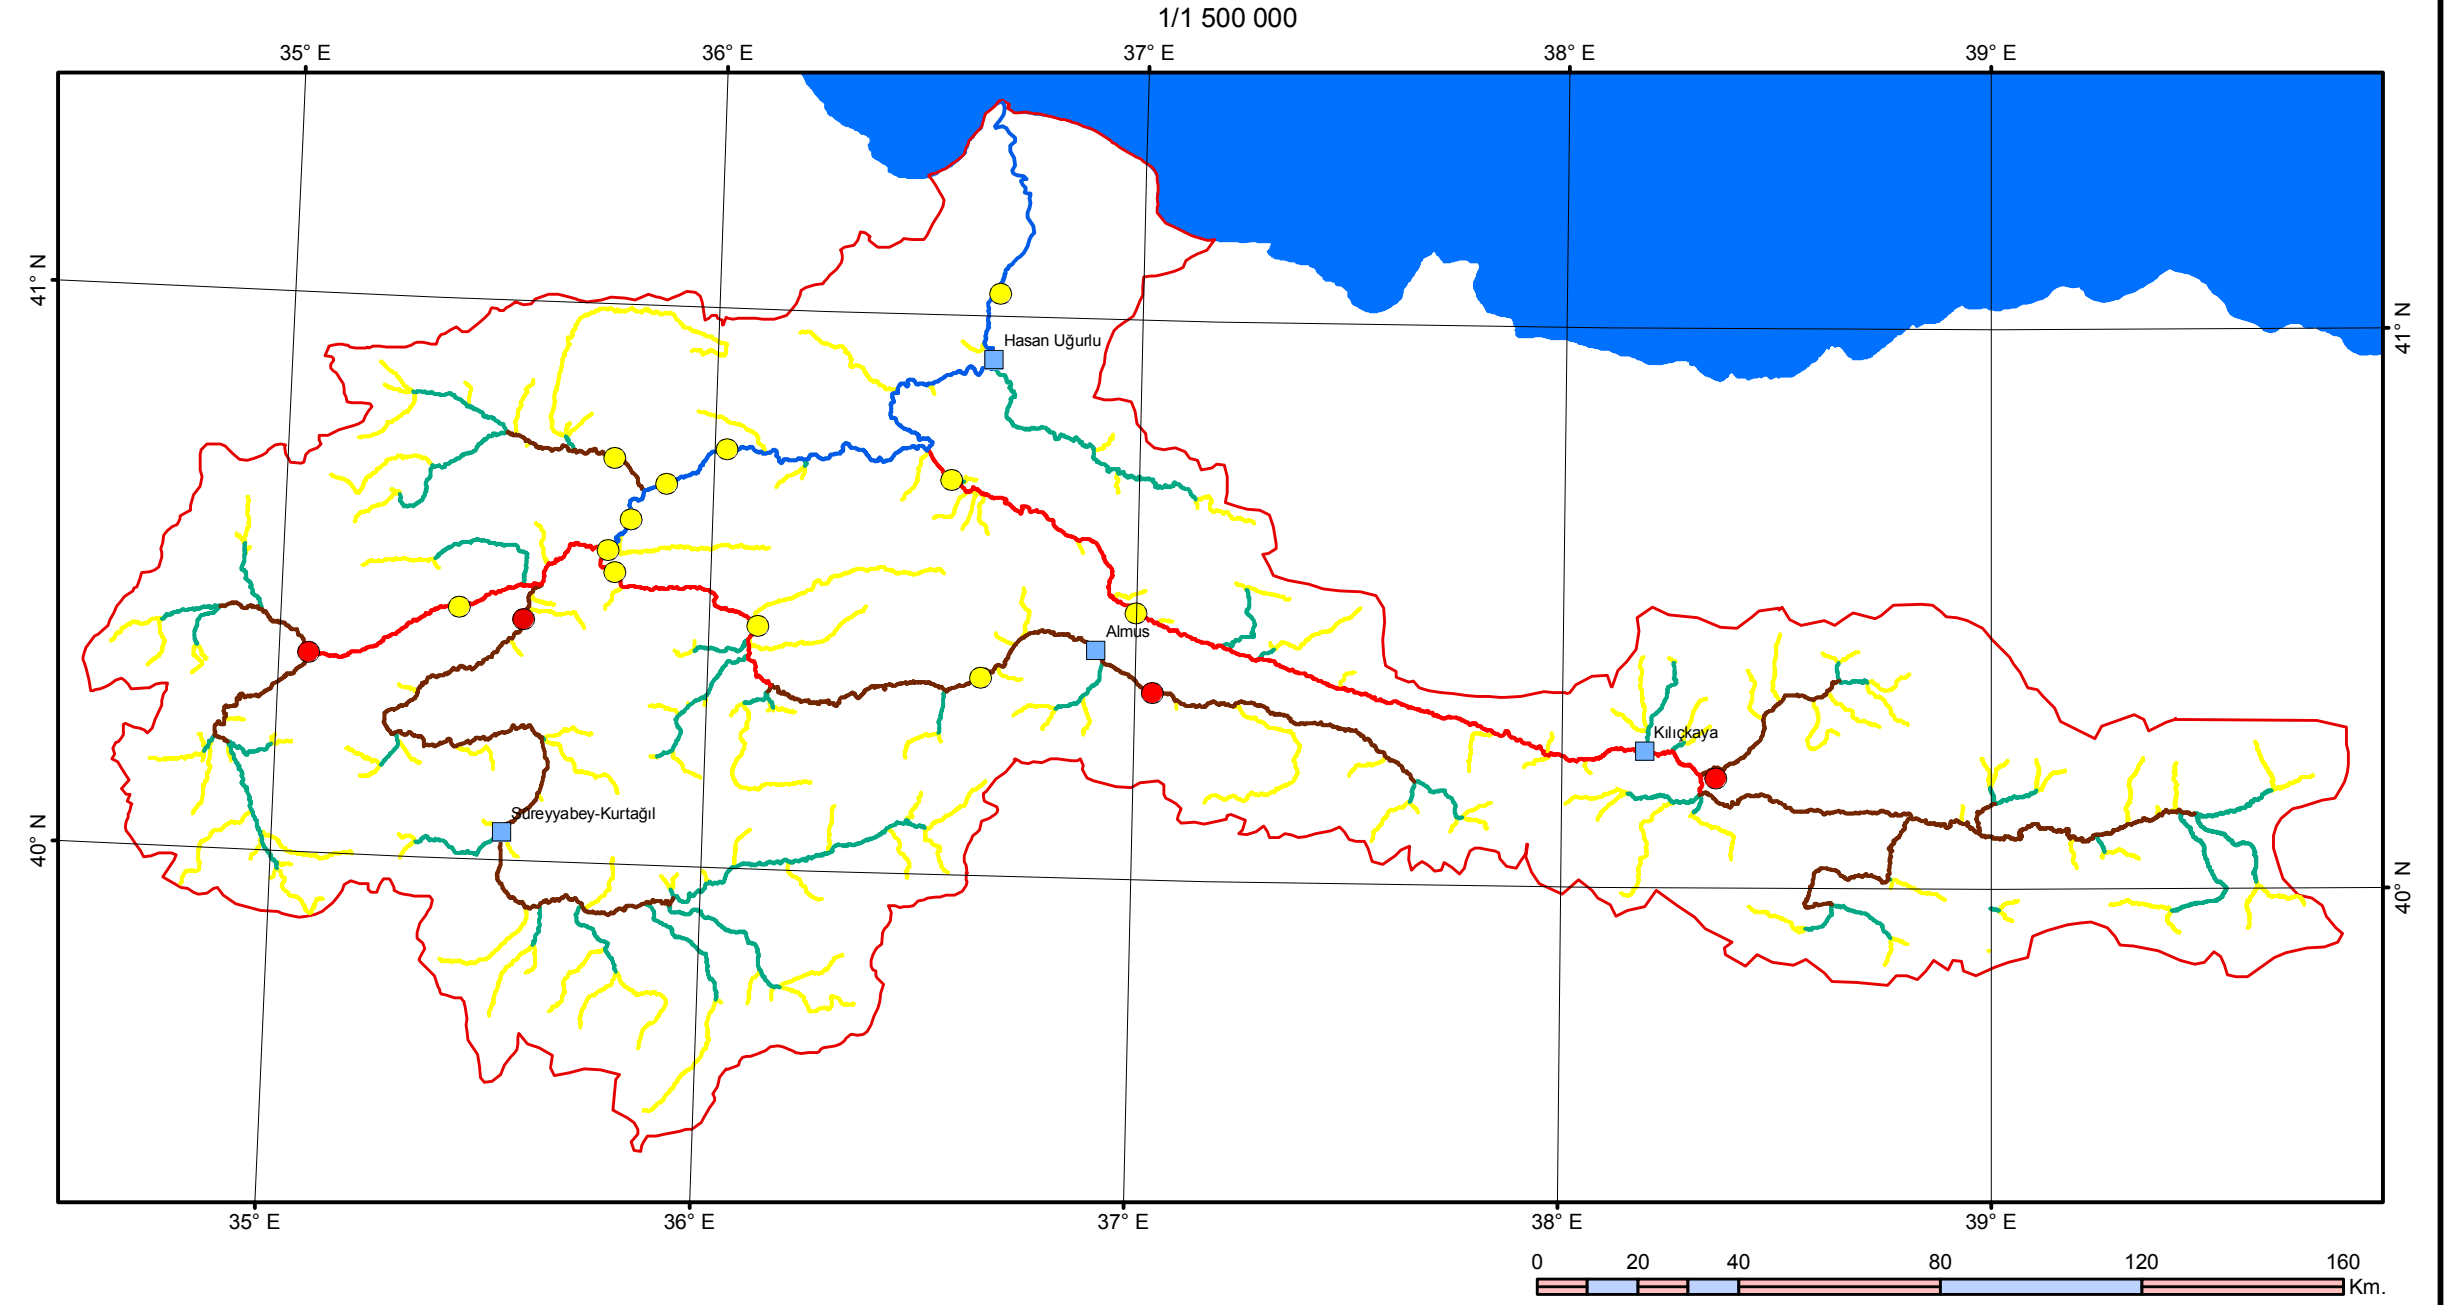 1/1 500 000
35° E
36° E
37° E
38° E
39° E
41° N
41° N
Hasan Uğurlu
Almus
Kılıçkaya
Süreyyabey-Kurtağıl
40° N
40° N
35° E
36° E
37° E
38° E
39° E
0
20
40
80
120
160
Km.